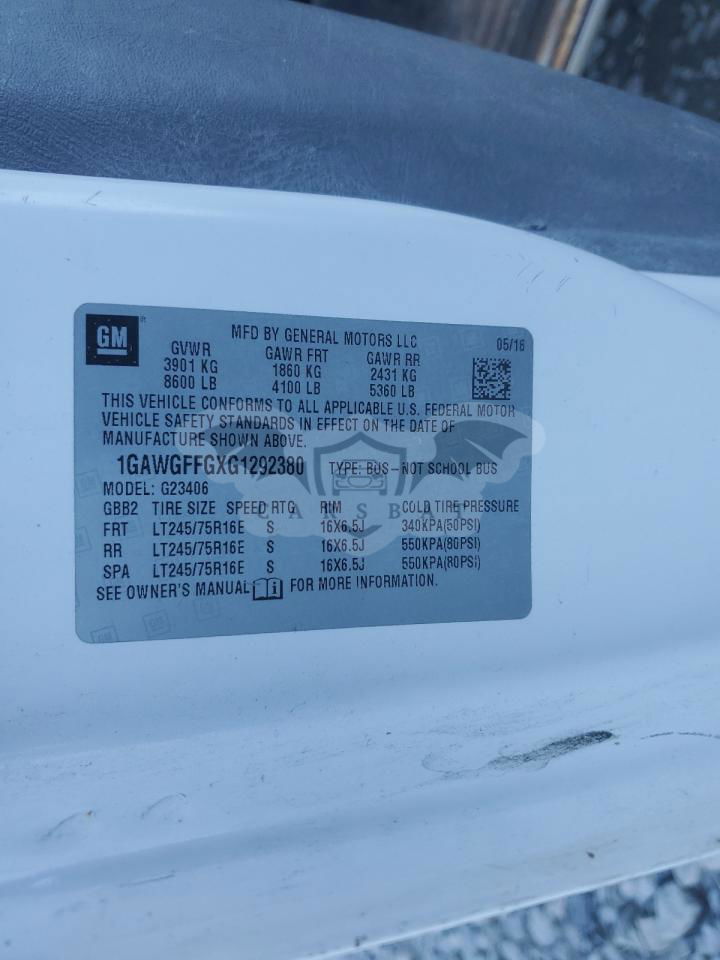 GM
MFD BY GENERAL MOTORS LLC
05/16
GVWR GAWR FRT GAWR RR
3901 KG 1860 KG 2431 KG
8600 LB 4100 LB 5360 LB
THIS VEHICLE CONFORMS TO ALL APPLICABLE U.S. FEDERAL MOTOR
VEHICLE SAFETY STANDARDS IN EFFECT ON THE DATE OF
MANUFACTURE SHOWN ABOVE.
1GAWGFFGXG1292380 TYPE: BUS - NOT SCHOOL BUS
MODEL: G23406
GBB2 TIRE SIZE SPEED RTG RIM COLD TIRE PRESSURE
FRT LT245/75R16E S 16X6.5J 340KPA(50PSI)
RR LT245/75R16E S 16X6.5J 550KPA(80PSI)
SPA LT245/75R16E S 16X6.5J 550KPA(80PSI)
SEE OWNER'S MANUAL FOR MORE INFORMATION.
CARSBAT